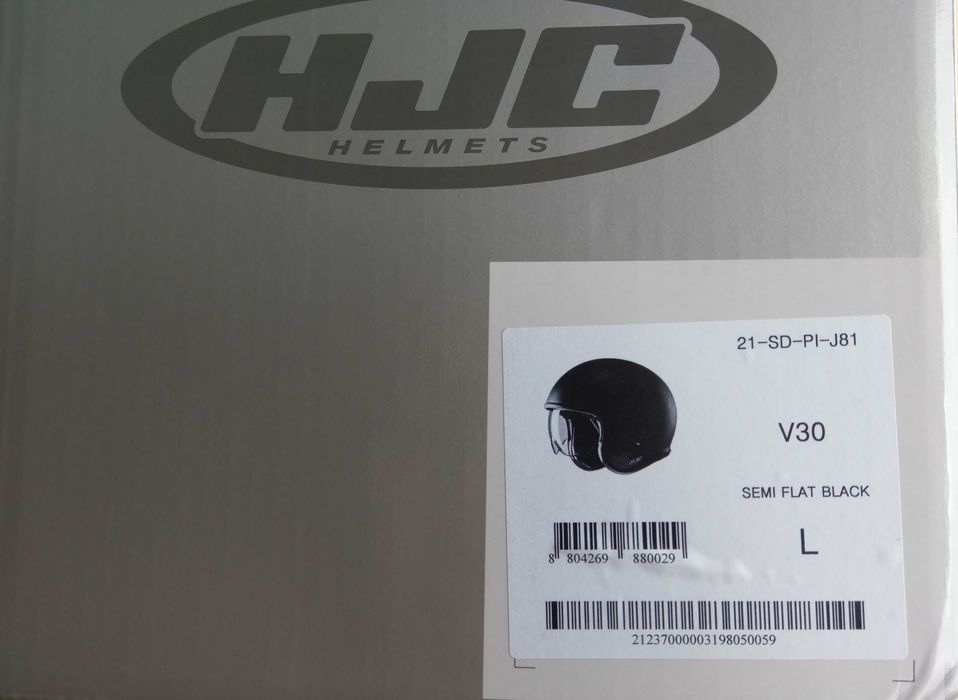 HJC
HELMETS
21-SD-PI-J81
V30
SEMI FLAT BLACK
L
8 804269 880029
21237000003198050059